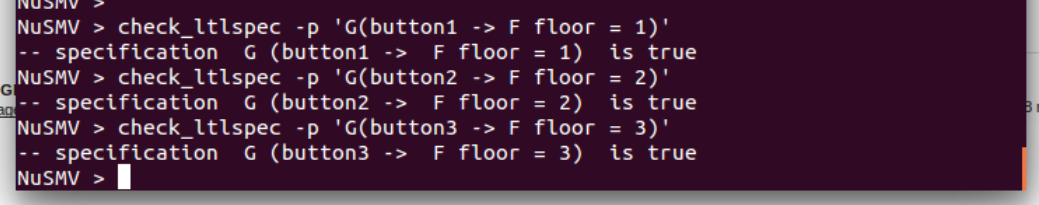 NuSMV >
NuSMV > check_ltlspec -p 'G(button1 -> F floor = 1)'
-- specification  G (button1 ->  F floor = 1)  is true
NuSMV > check_ltlspec -p 'G(button2 -> F floor = 2)'
-- specification  G (button2 ->  F floor = 2)  is true
NuSMV > check_ltlspec -p 'G(button3 -> F floor = 3)'
-- specification  G (button3 ->  F floor = 3)  is true
NuSMV >